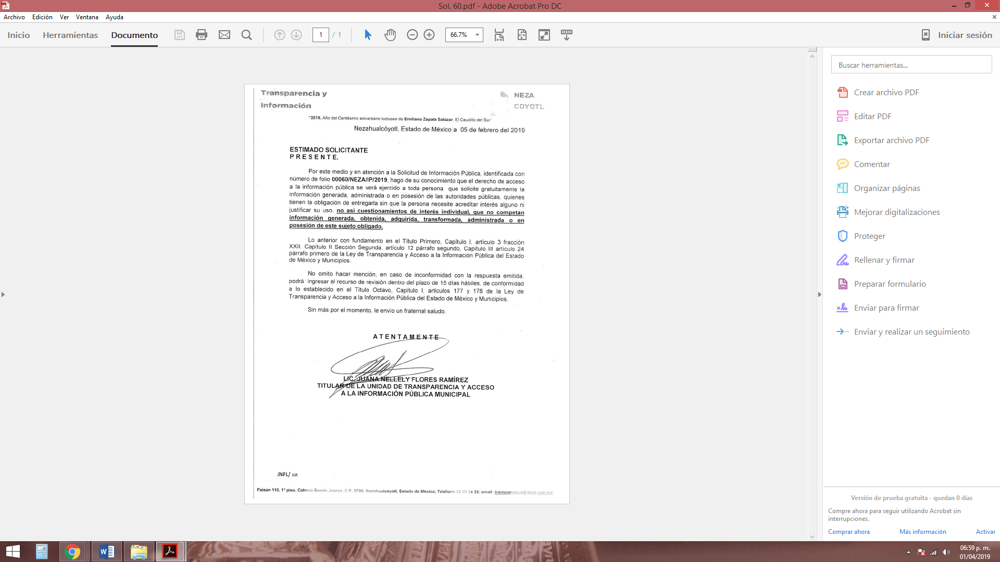 Sol. 60.pdf - Adobe Acrobat Pro DC
Archivo Edición Ver Ventana Ayuda
Inicio Herramientas Documento 1 / 1 66.7% Iniciar sesión
Transparencia y
Información
NEZA
COYOTL
"2019, Año del Centésimo aniversario luctuoso de Emiliano Zapata Salazar. El Caudillo del Sur"
Nezahualcóyotl, Estado de México a 05 de febrero del 2019
ESTIMADO SOLICITANTE
P R E S E N T E.
Por este medio y en atención a la Solicitud de Información Pública, identificada con
número de folio 00060/NEZA/IP/2019, hago de su conocimiento que el derecho de acceso
a la información pública se verá ejercido a toda persona que solicite gratuitamente la
información generada, administrada o en posesión de las autoridades públicas, quienes
tienen la obligación de entregarla sin que la persona necesite acreditar interés alguno ni
justificar su uso, no así cuestionamientos de interés individual, que no competan
información generada, obtenida, adquirida, transformada, administrada o en
posesión de este sujeto obligado.
Lo anterior con fundamento en el Título Primero, Capítulo I, artículo 3 fracción
XXII, Capítulo II Sección Segunda, artículo 12 párrafo segundo, Capítulo III artículo 24
párrafo primero de la Ley de Transparencia y Acceso a la Información Pública del Estado
de México y Municipios.
No omito hacer mención, en caso de inconformidad con la respuesta emitida,
podrá ingresar el recurso de revisión dentro del plazo de 15 días hábiles, de conformidad
a lo establecido en el Título Octavo, Capítulo I, artículos 177 y 178 de la Ley de
Transparencia y Acceso a la Información Pública del Estado de México y Municipios.
Sin más por el momento, le envío un fraternal saludo.
A T E N T A M E N T E
LIC. JUANA NELLELY FLORES RAMÍREZ
TITULAR DE LA UNIDAD DE TRANSPARENCIA Y ACCESO
A LA INFORMACIÓN PÚBLICA MUNICIPAL
JNFL/ JLR
Faisán 110, 1° piso, Colonia Benito Juarez, C.P. 5700, Nezahualcóyotl, Estado de México, Teléfono 22 28 24 32; email: transparencia@neza.gob.mx
Buscar herramientas...
Crear archivo PDF
Editar PDF
Exportar archivo PDF
Comentar
Organizar páginas
Mejorar digitalizaciones
Proteger
Rellenar y firmar
Preparar formulario
Enviar para firmar
Enviar y realizar un seguimiento
Versión de prueba gratuita - quedan 0 días
Compre ahora para seguir utilizando Acrobat sin
interrupciones.
Comprar ahora Más información Activar
06:59 p. m.
01/04/2019